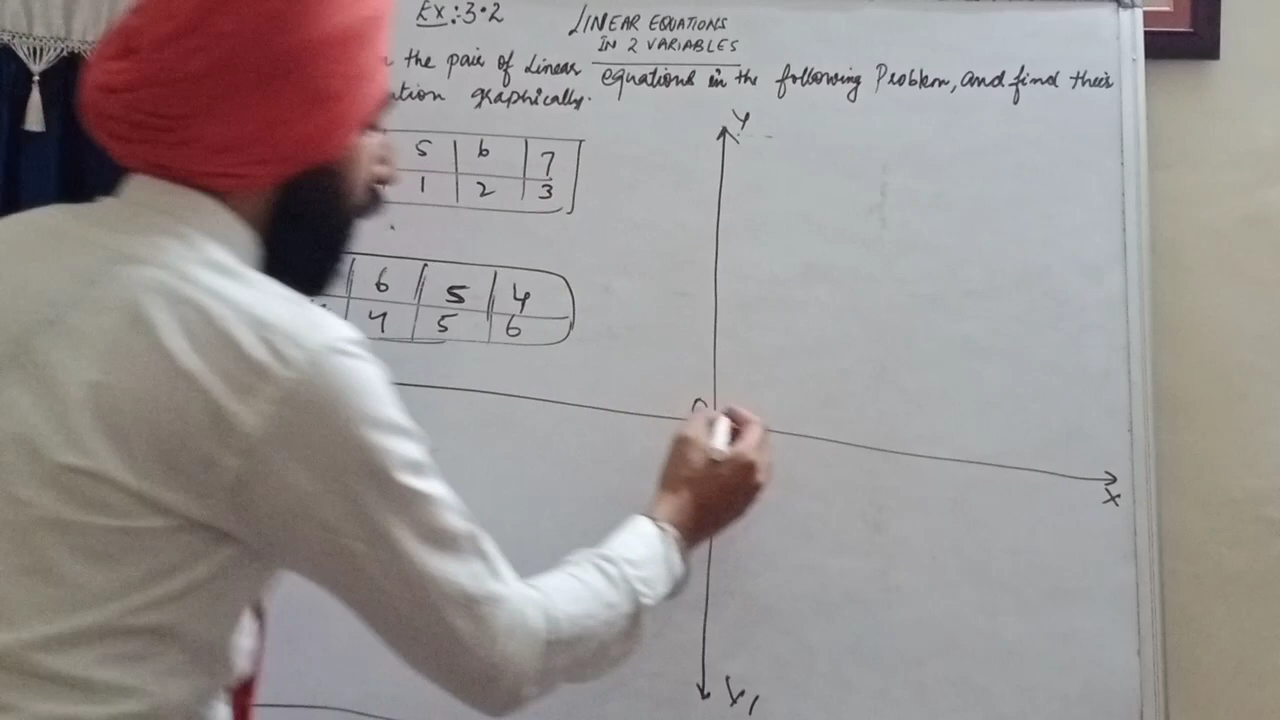 Ex: 3.2
LINEAR EQUATIONS
IN 2 VARIABLES
the pair of Linear equations in the following Problem, and find their
graphically.
5 6 7
1 2 3
6 5 4
4 5 6
Y
O
X
Y'